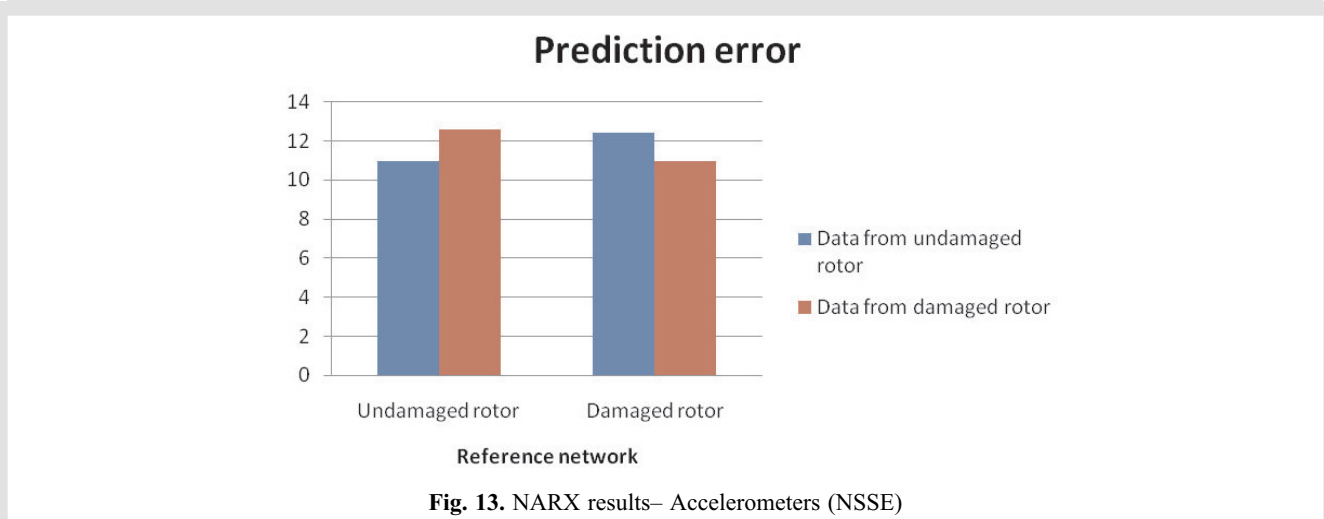 Prediction error
14
12
10
8
6
4
2
0
Undamaged rotor Damaged rotor
Reference network
Data from undamaged
rotor
Data from damaged rotor
Fig. 13. NARX results– Accelerometers (NSSE)